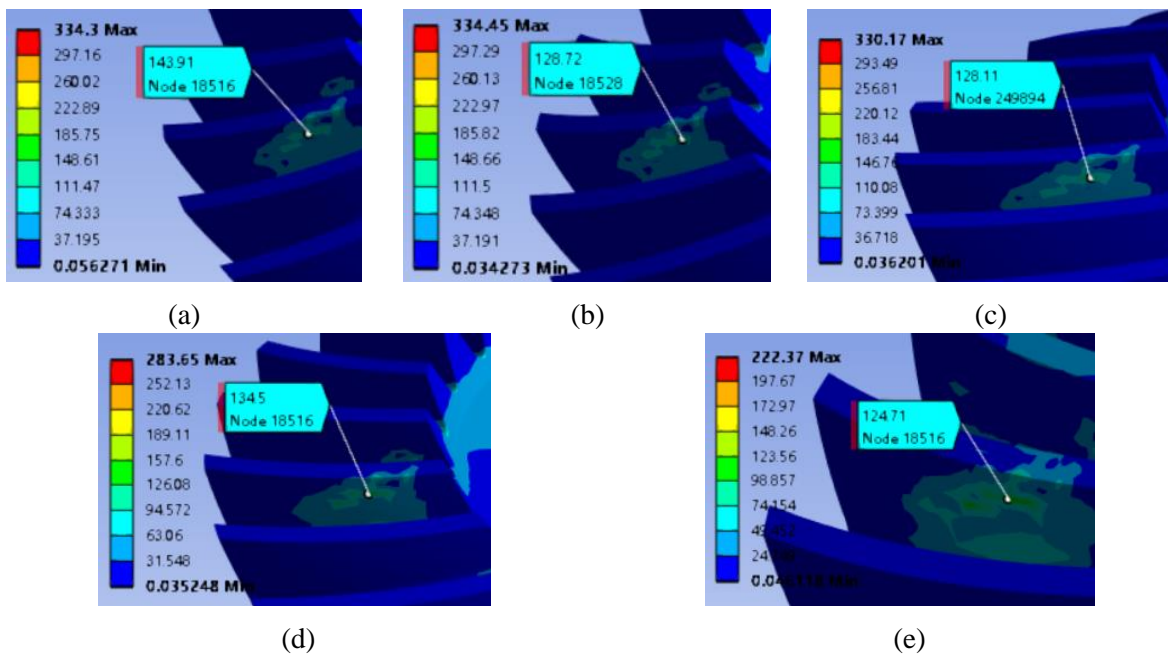 334.3 Max
297.16
260.02
222.89
185.75
148.61
111.47
74.333
37.195
0.056271 Min
143.91
Node 18516
(a)
334.45 Max
297.29
260.13
222.97
185.82
148.66
111.5
74.348
37.191
0.034273 Min
128.72
Node 18528
(b)
330.17 Max
293.49
256.81
220.12
183.44
146.76
110.08
73.399
36.718
0.036201 Min
128.11
Node 249894
(c)
283.65 Max
252.13
220.62
189.11
157.6
126.08
94.572
63.06
31.548
0.035248 Min
134.5
Node 18516
(d)
222.37 Max
197.67
172.97
148.26
123.56
98.857
74.154
Min
124.71
Node 18516
(e)